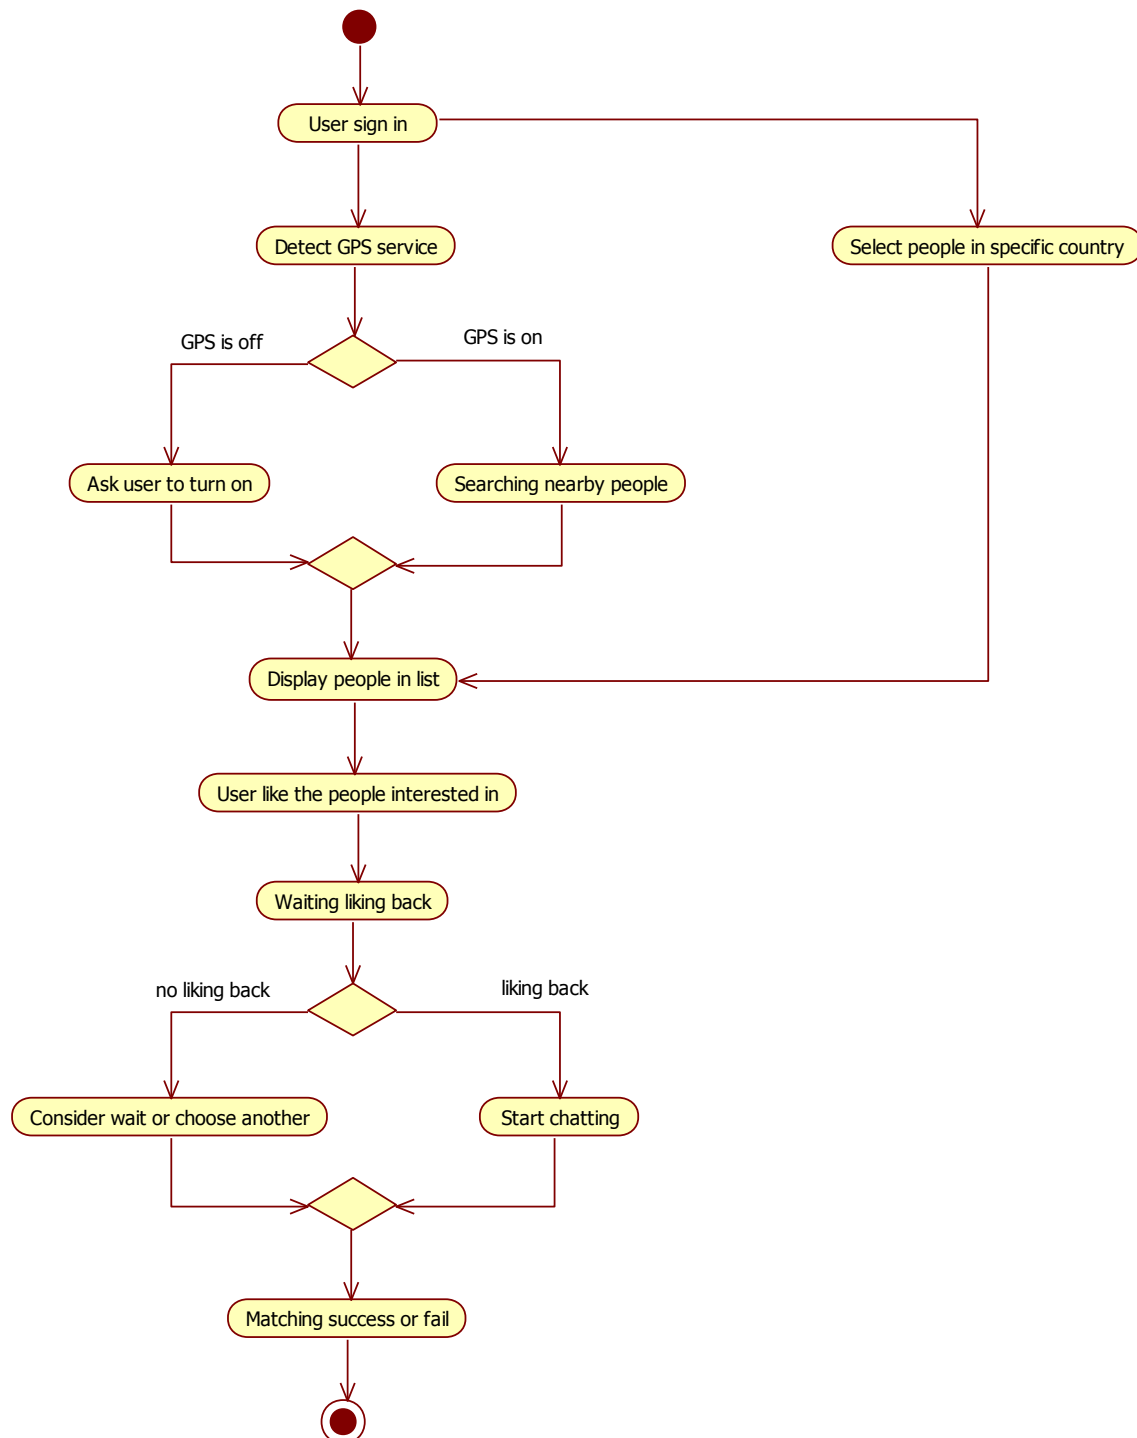 User sign in
Detect GPS service
Select people in specific country
GPS is off
GPS is on
Ask user to turn on
Searching nearby people
Display people in list
User like the people interested in
Waiting liking back
no liking back
liking back
Consider wait or choose another
Start chatting
Matching success or fail